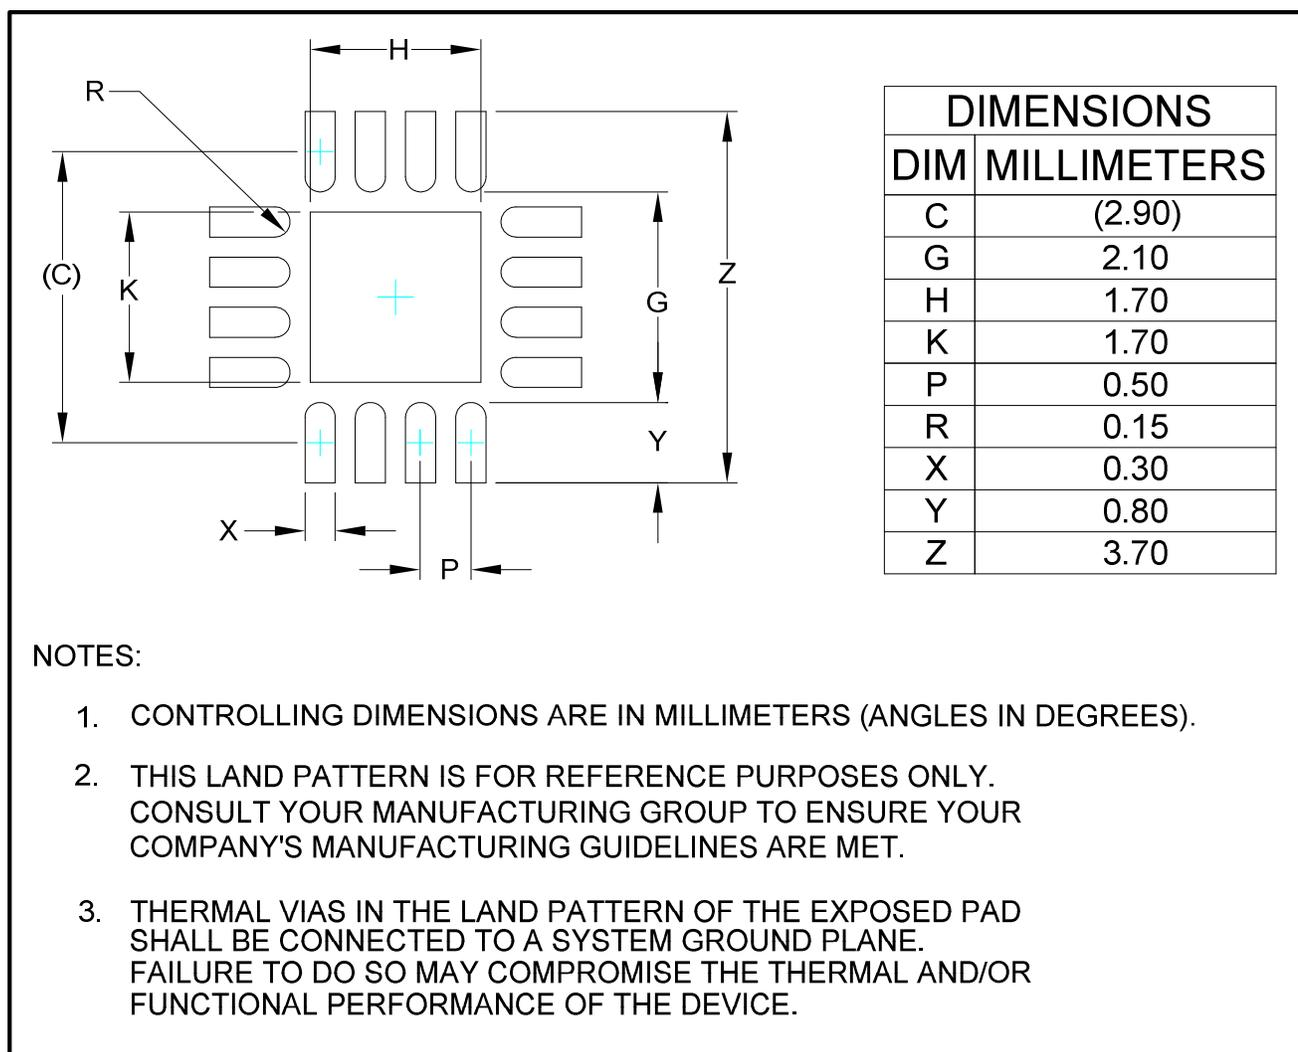 H
R
(C)
K
G
Z
Y
X
P
DIMENSIONS
DIM MILLIMETERS
C (2.90)
G 2.10
H 1.70
K 1.70
P 0.50
R 0.15
X 0.30
Y 0.80
Z 3.70
NOTES:
1. CONTROLLING DIMENSIONS ARE IN MILLIMETERS (ANGLES IN DEGREES).
2. THIS LAND PATTERN IS FOR REFERENCE PURPOSES ONLY.
CONSULT YOUR MANUFACTURING GROUP TO ENSURE YOUR
COMPANY'S MANUFACTURING GUIDELINES ARE MET.
3. THERMAL VIAS IN THE LAND PATTERN OF THE EXPOSED PAD
SHALL BE CONNECTED TO A SYSTEM GROUND PLANE.
FAILURE TO DO SO MAY COMPROMISE THE THERMAL AND/OR
FUNCTIONAL PERFORMANCE OF THE DEVICE.